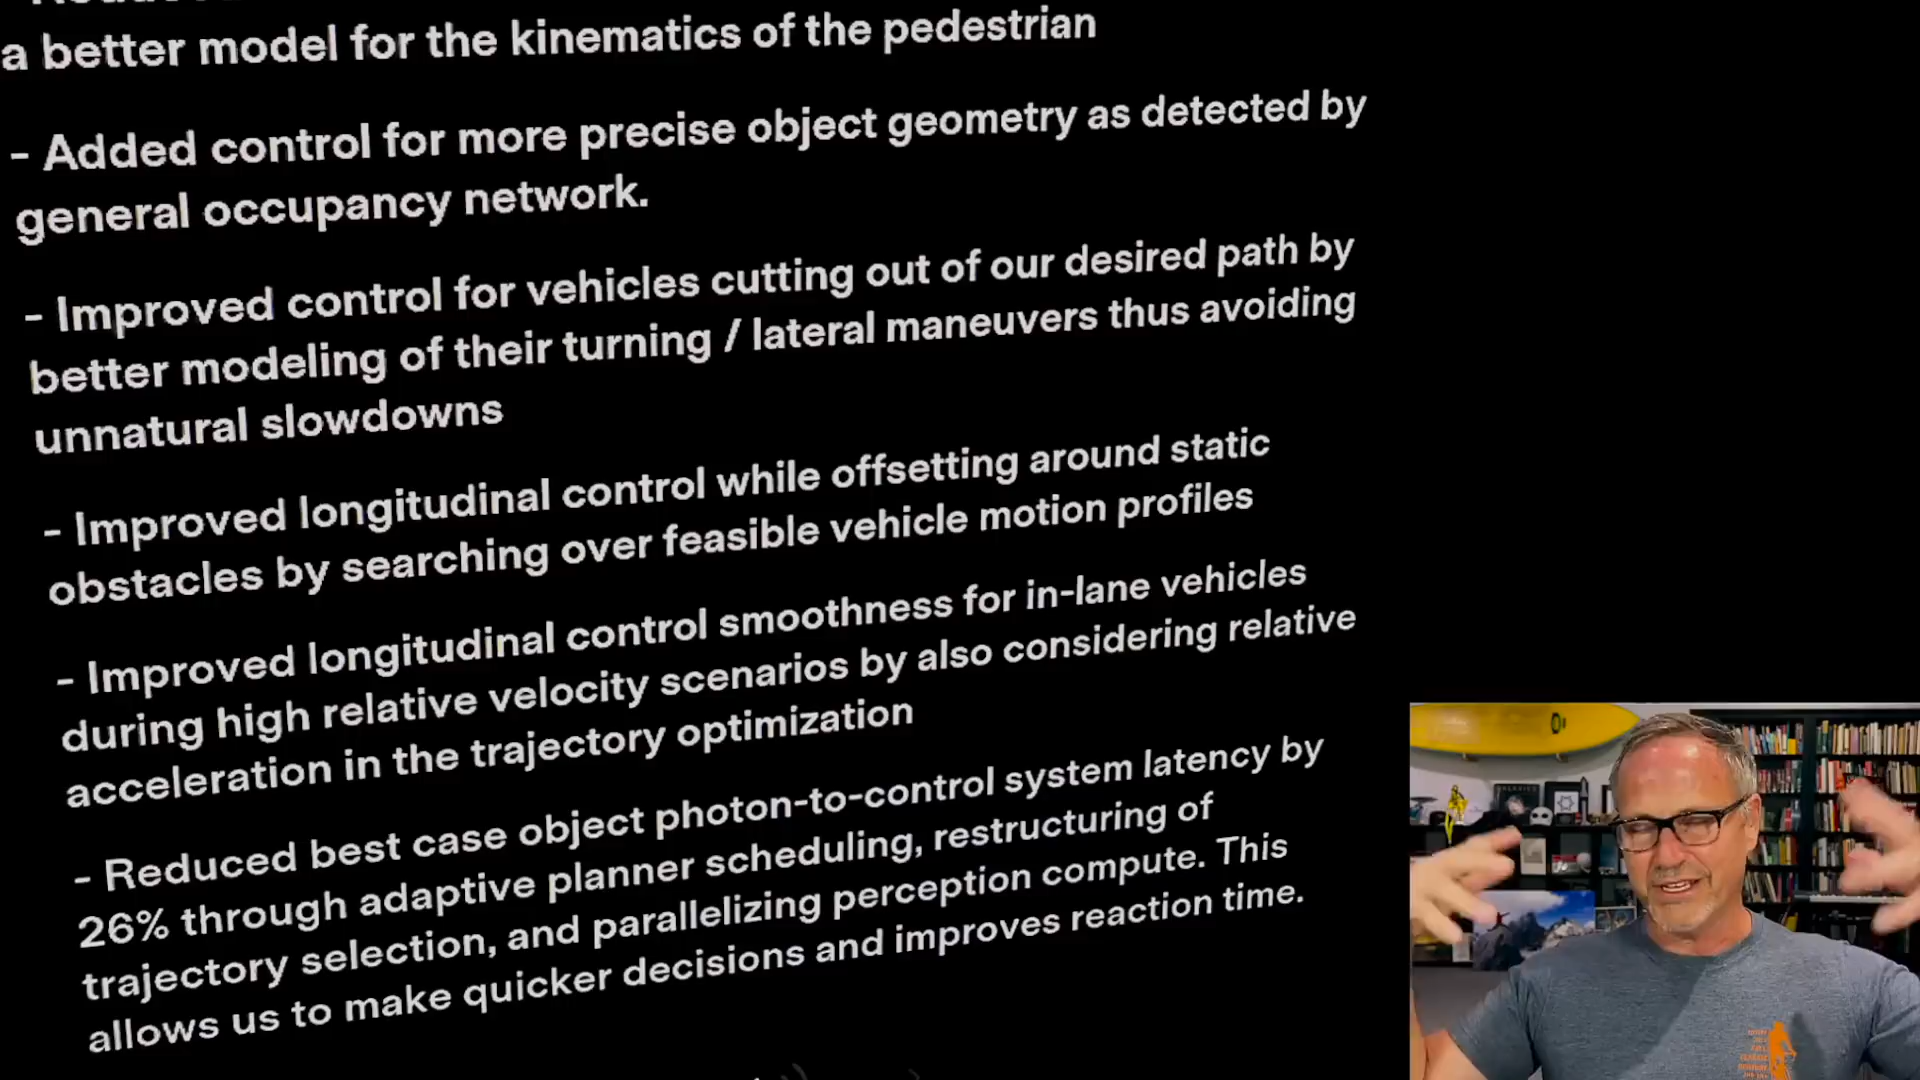 a better model for the kinematics of the pedestrian
- Added control for more precise object geometry as detected by
general occupancy network.
- Improved control for vehicles cutting out of our desired path by
better modeling of their turning / lateral maneuvers thus avoiding
unnatural slowdowns
- Improved longitudinal control while offsetting around static
obstacles by searching over feasible vehicle motion profiles
- Improved longitudinal control smoothness for in-lane vehicles
during high relative velocity scenarios by also considering relative
acceleration in the trajectory optimization
- Reduced best case object photon-to-control system latency by
26% through adaptive planner scheduling, restructuring of
trajectory selection, and parallelizing perception compute. This
allows us to make quicker decisions and improves reaction time.